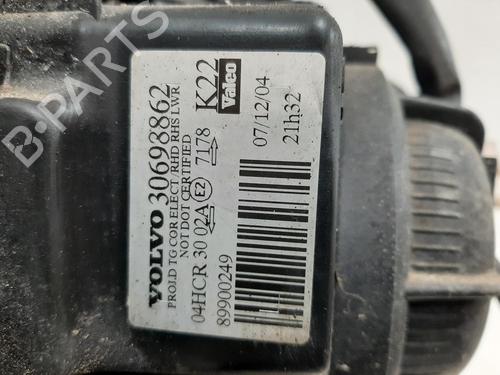 VOLVO 30698862
PROJ.D TG COR ELECT /RHD RHS LWR
NOT DOT CERTIFIED
04HCR 30 02A E2 7178
89900249
K22
Valeo
07/12/04
21h32
B-PARTS